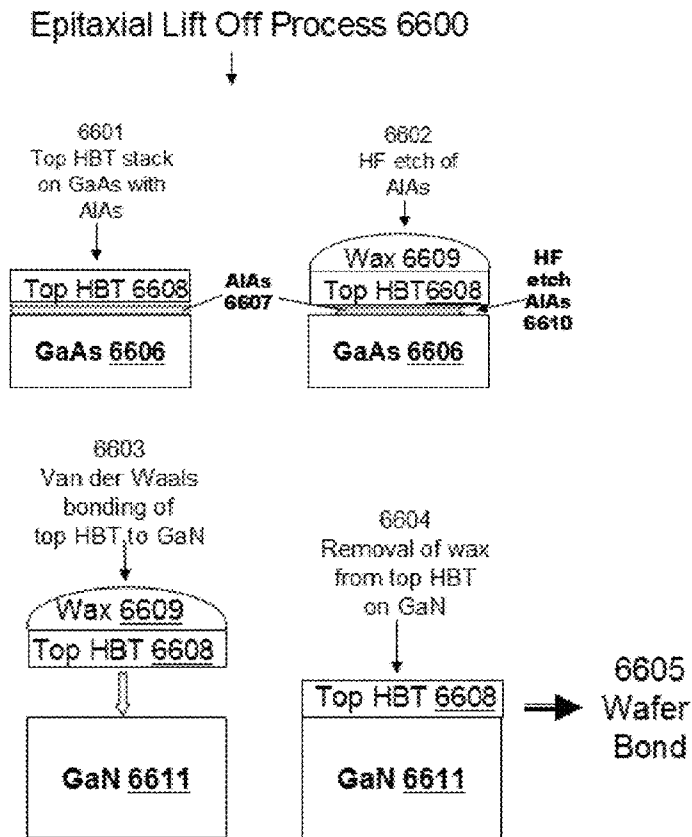 Epitaxial Lift Off Process 6600
6601
Top HBT stack
on GaAs with
AlAs
6602
HF etch of
AlAs
Top HBT 6608
GaAs 6606
AlAs
6607
Wax 6609
Top HBT6608
GaAs 6606
HF
etch
AlAs
6610
6603
Van der Waals
bonding of
top HBT to GaN
Wax 6609
Top HBT 6608
GaN 6611
6604
Removal of wax
from top HBT
on GaN
Top HBT 6608
GaN 6611
6605
Wafer
Bond